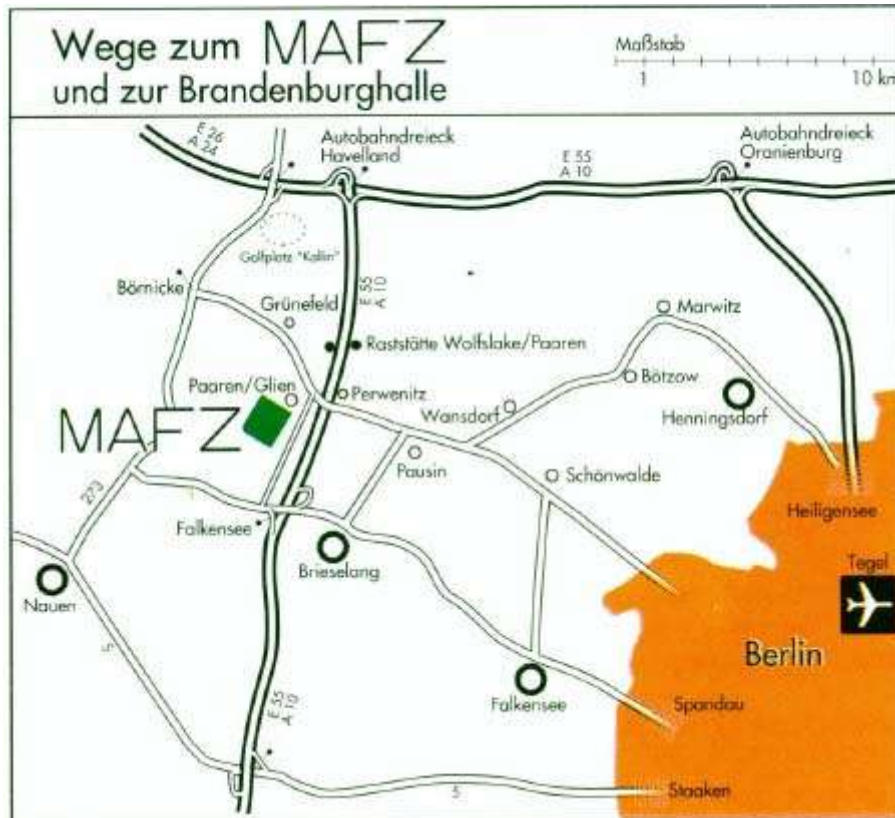 Wege zum MAFZ
und zur Brandenburghalle
Maßstab
1 10 km
E 26
A 24
Autobahndreieck
Havelland
E 55
A 10
Autobahndreieck
Oranienburg
Golfplatz "Kallin"
Börnicke
E 55
A 10
Grünefeld
Marwitz
Raststätte Wolfslake/Paaren
Paaren/Glien
Perwenitz
Bötzow
Wansdorf
Henningsdorf
MAFZ
Pausin
Schönwalde
273
Falkensee
Heiligensee
Brieselang
Tegel
Nauen
5
Berlin
Falkensee
Spandau
E 55
A 10
5
Staaken